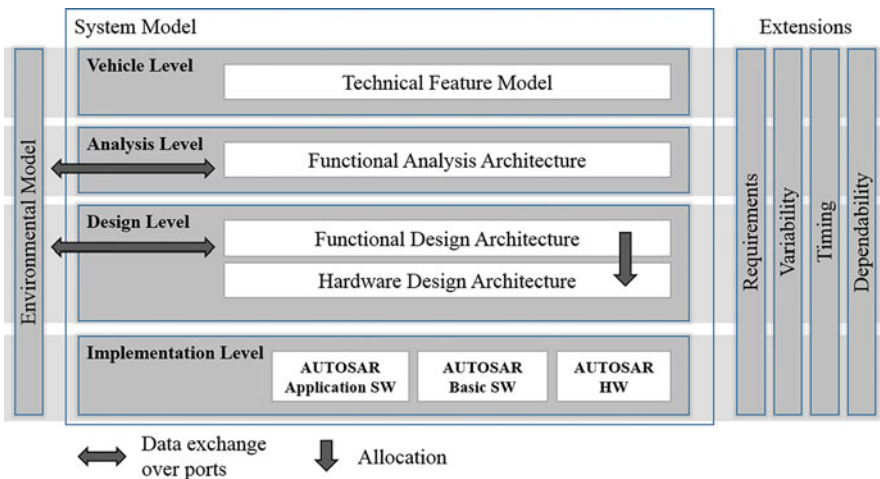 System Model
Extensions
Environmental Model
Vehicle Level
Technical Feature Model
Analysis Level
Functional Analysis Architecture
Design Level
Functional Design Architecture
Hardware Design Architecture
Implementation Level
AUTOSAR
Application SW
AUTOSAR
Basic SW
AUTOSAR
HW
Requirements
Variability
Timing
Dependability
Data exchange
over ports
Allocation